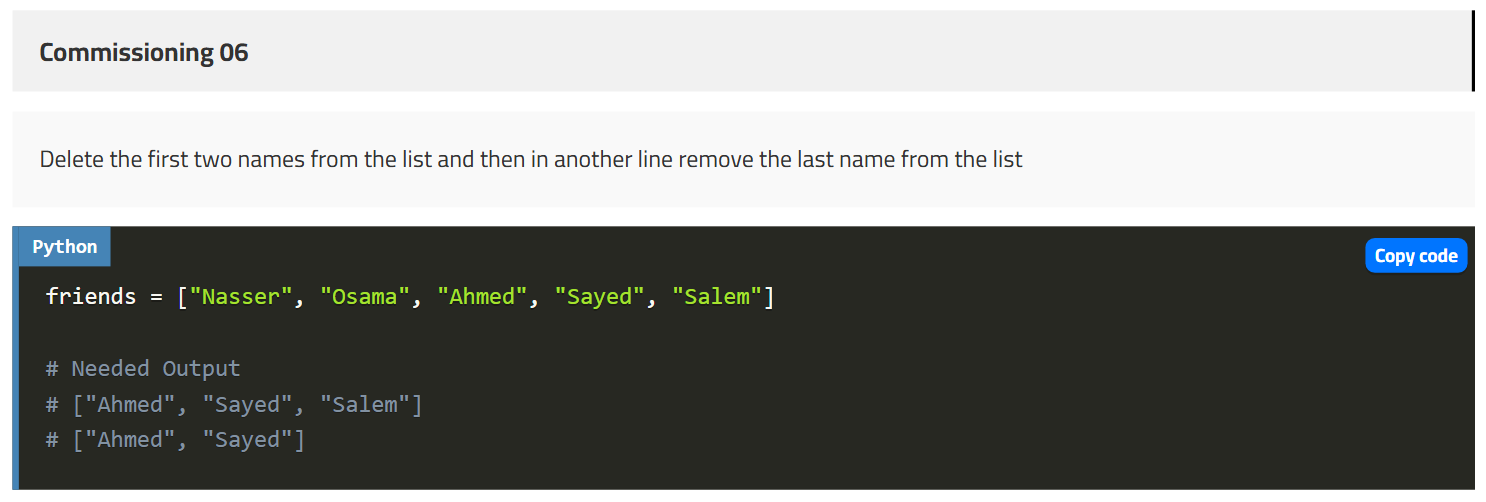 Commissioning 06
Delete the first two names from the list and then in another line remove the last name from the list
Python
Copy code
friends = ["Nasser", "Osama", "Ahmed", "Sayed", "Salem"]
# Needed Output
# ["Ahmed", "Sayed", "Salem"]
# ["Ahmed", "Sayed"]